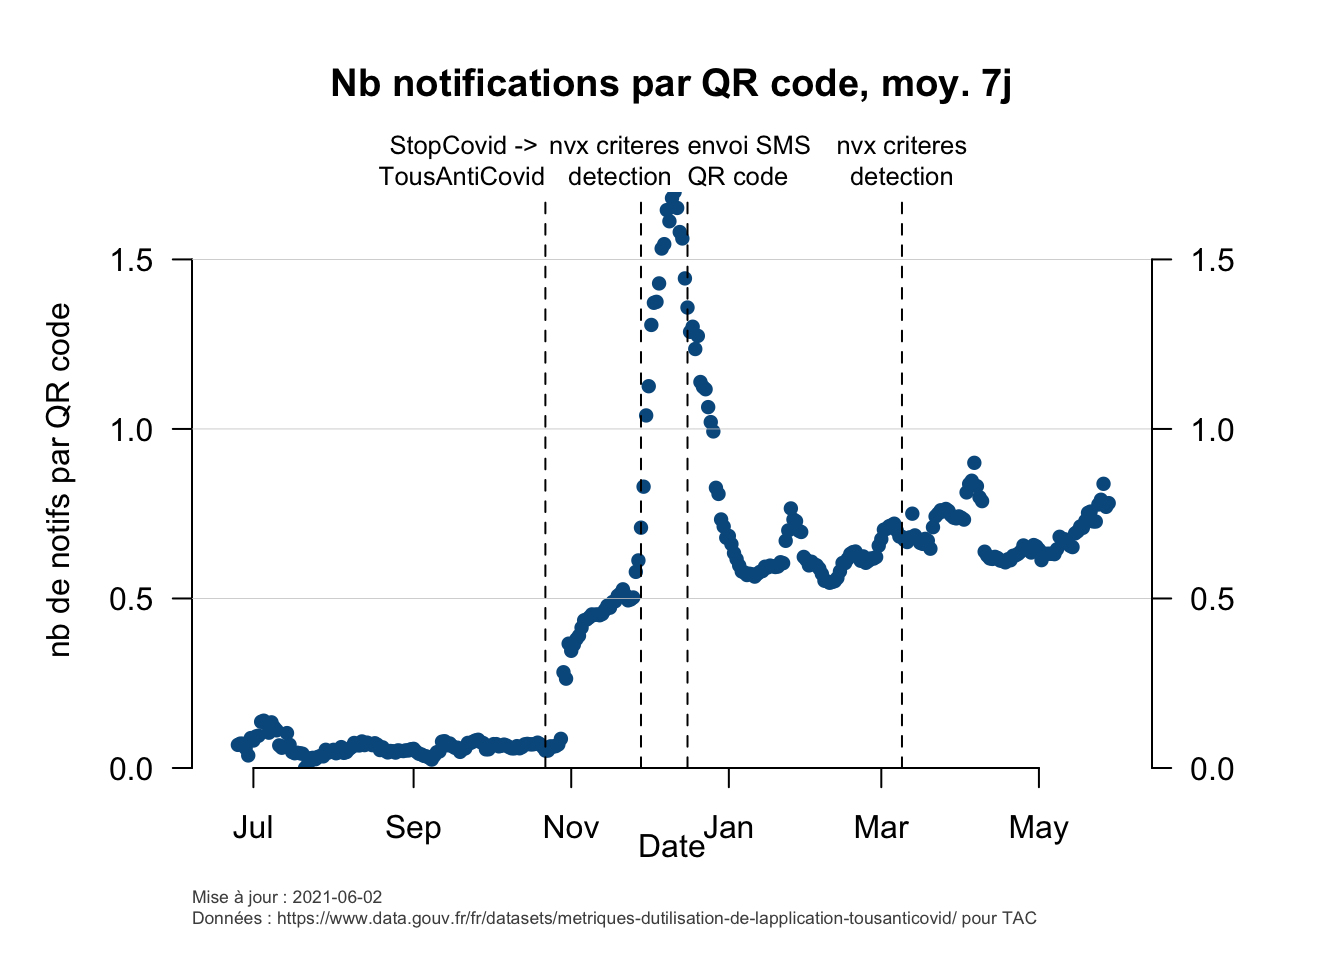 Nb notifications par QR code, moy. 7j
StopCovid -> nvx criteres envoi SMS nvx criteres
TousAntiCovid detection QR code detection
1.5 1.5
1.0 1.0
0.5 0.5
0.0 0.0
nb de notifs par QR code
Jul Sep Nov Jan Mar May
Date
Mise à jour : 2021-06-02
Données : https://www.data.gouv.fr/fr/datasets/metriques-dutilisation-de-lapplication-tousanticovid/ pour TAC